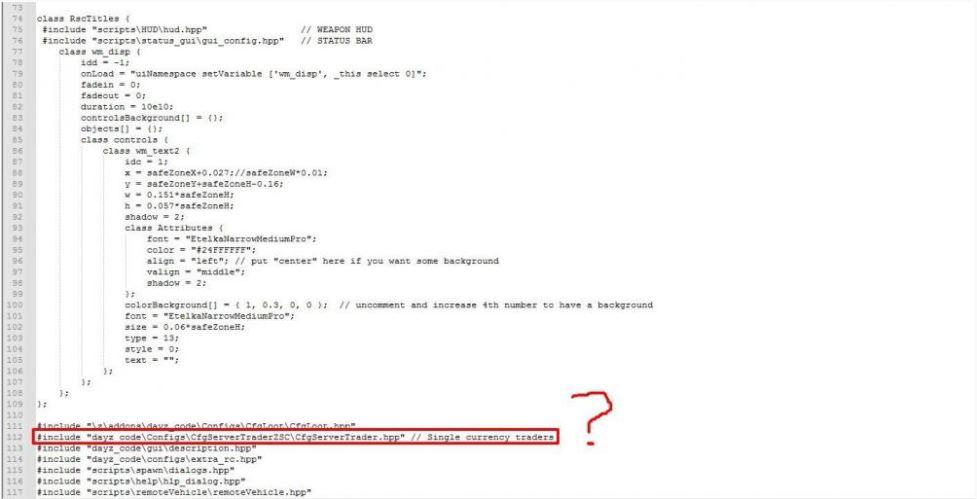 73
74 class RscTitles {
75 #include "scripts\HUD\hud.hpp" // WEAPON HUD
76 #include "scripts\status_gui\gui_config.hpp" // STATUS BAR
77 class wm_disp {
78 idd = -1;
79 onLoad = "uiNamespace setVariable ['wm_disp', _this select 0]";
80 fadein = 0;
81 fadeout = 0;
82 duration = 10e10;
83 controlsBackground[] = {};
84 objects[] = {};
85 class controls {
86 class wm_text2 {
87 idc = 1;
88 x = safeZoneX+0.027;//safeZoneW*0.01;
89 y = safeZoneY+safeZoneH-0.16;
90 w = 0.151*safeZoneH;
91 h = 0.057*safeZoneH;
92 shadow = 2;
93 class Attributes {
94 font = "EtelkaNarrowMediumPro";
95 color = "#24FFFFFF";
96 align = "left"; // put "center" here if you want some background
97 valign = "middle";
98 shadow = 2;
99 };
100 colorBackground[] = { 1, 0.3, 0, 0 }; // uncomment and increase 4th number to have a background
101 font = "EtelkaNarrowMediumPro";
102 size = 0.06*safeZoneH;
103 type = 13;
104 style = 0;
105 text = "";
106 };
107 };
108 };
109 };
110
111 #include "\z\addons\dayz_code\Configs\CfgLoot\CfgLoot.hpp"
112 #include "dayz_code\Configs\CfgServerTraderZSC\CfgServerTrader.hpp" // Single currency traders
?
113 #include "dayz_code\gui\description.hpp"
114 #include "dayz_code\configs\extra_rc.hpp"
115 #include "scripts\spawn\dialogs.hpp"
116 #include "scripts\help\hlp_dialog.hpp"
117 #include "scripts\remoteVehicle\remoteVehicle.hpp"